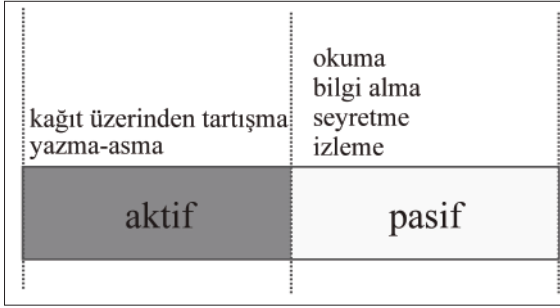 kağıt üzerinden tartışma
yazma-asma
okuma
bilgi alma
seyretme
izleme
aktif
pasif